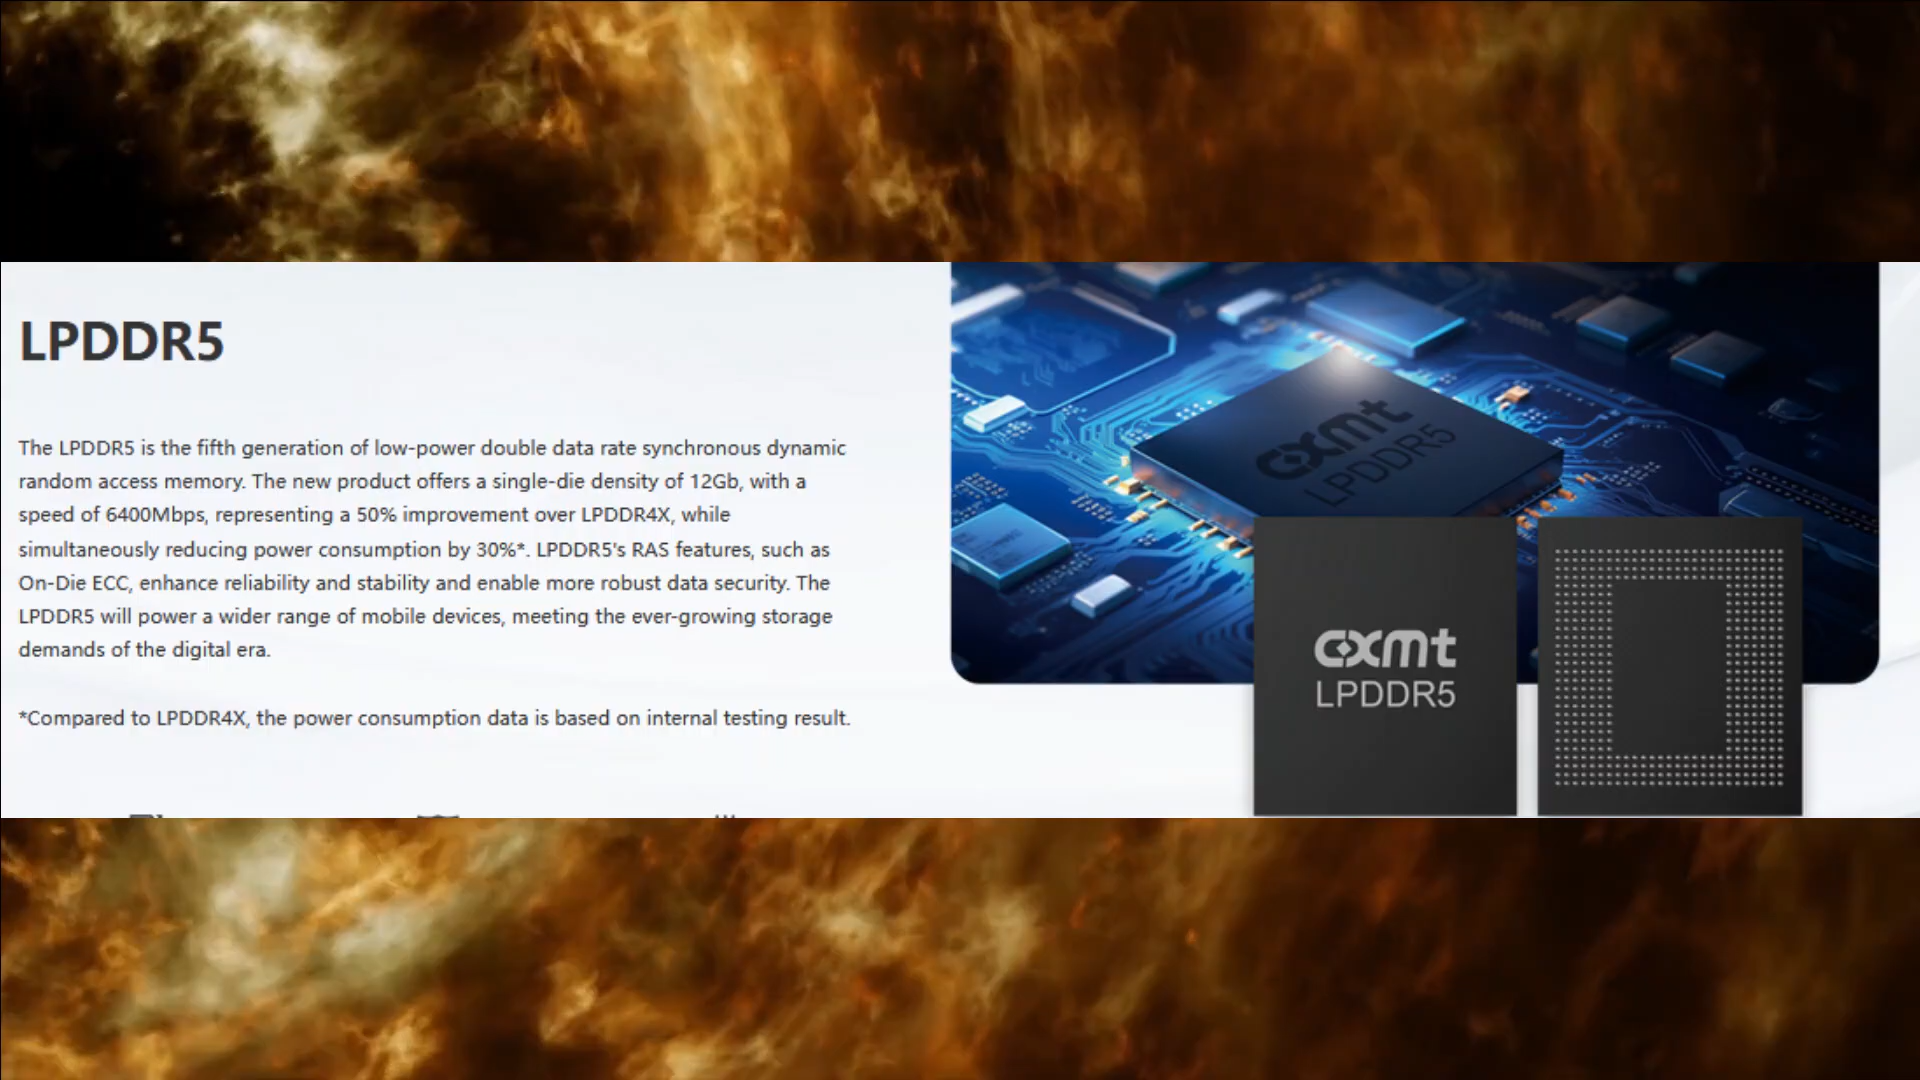 LPDDR5
The LPDDR5 is the fifth generation of low-power double data rate synchronous dynamic
random access memory. The new product offers a single-die density of 12Gb, with a
speed of 6400Mbps, representing a 50% improvement over LPDDR4X, while
simultaneously reducing power consumption by 30%*. LPDDR5's RAS features, such as
On-Die ECC, enhance reliability and stability and enable more robust data security. The
LPDDR5 will power a wider range of mobile devices, meeting the ever-growing storage
demands of the digital era.
*Compared to LPDDR4X, the power consumption data is based on internal testing result.
cxmt
LPDDR5
cxmt
LPDDR5